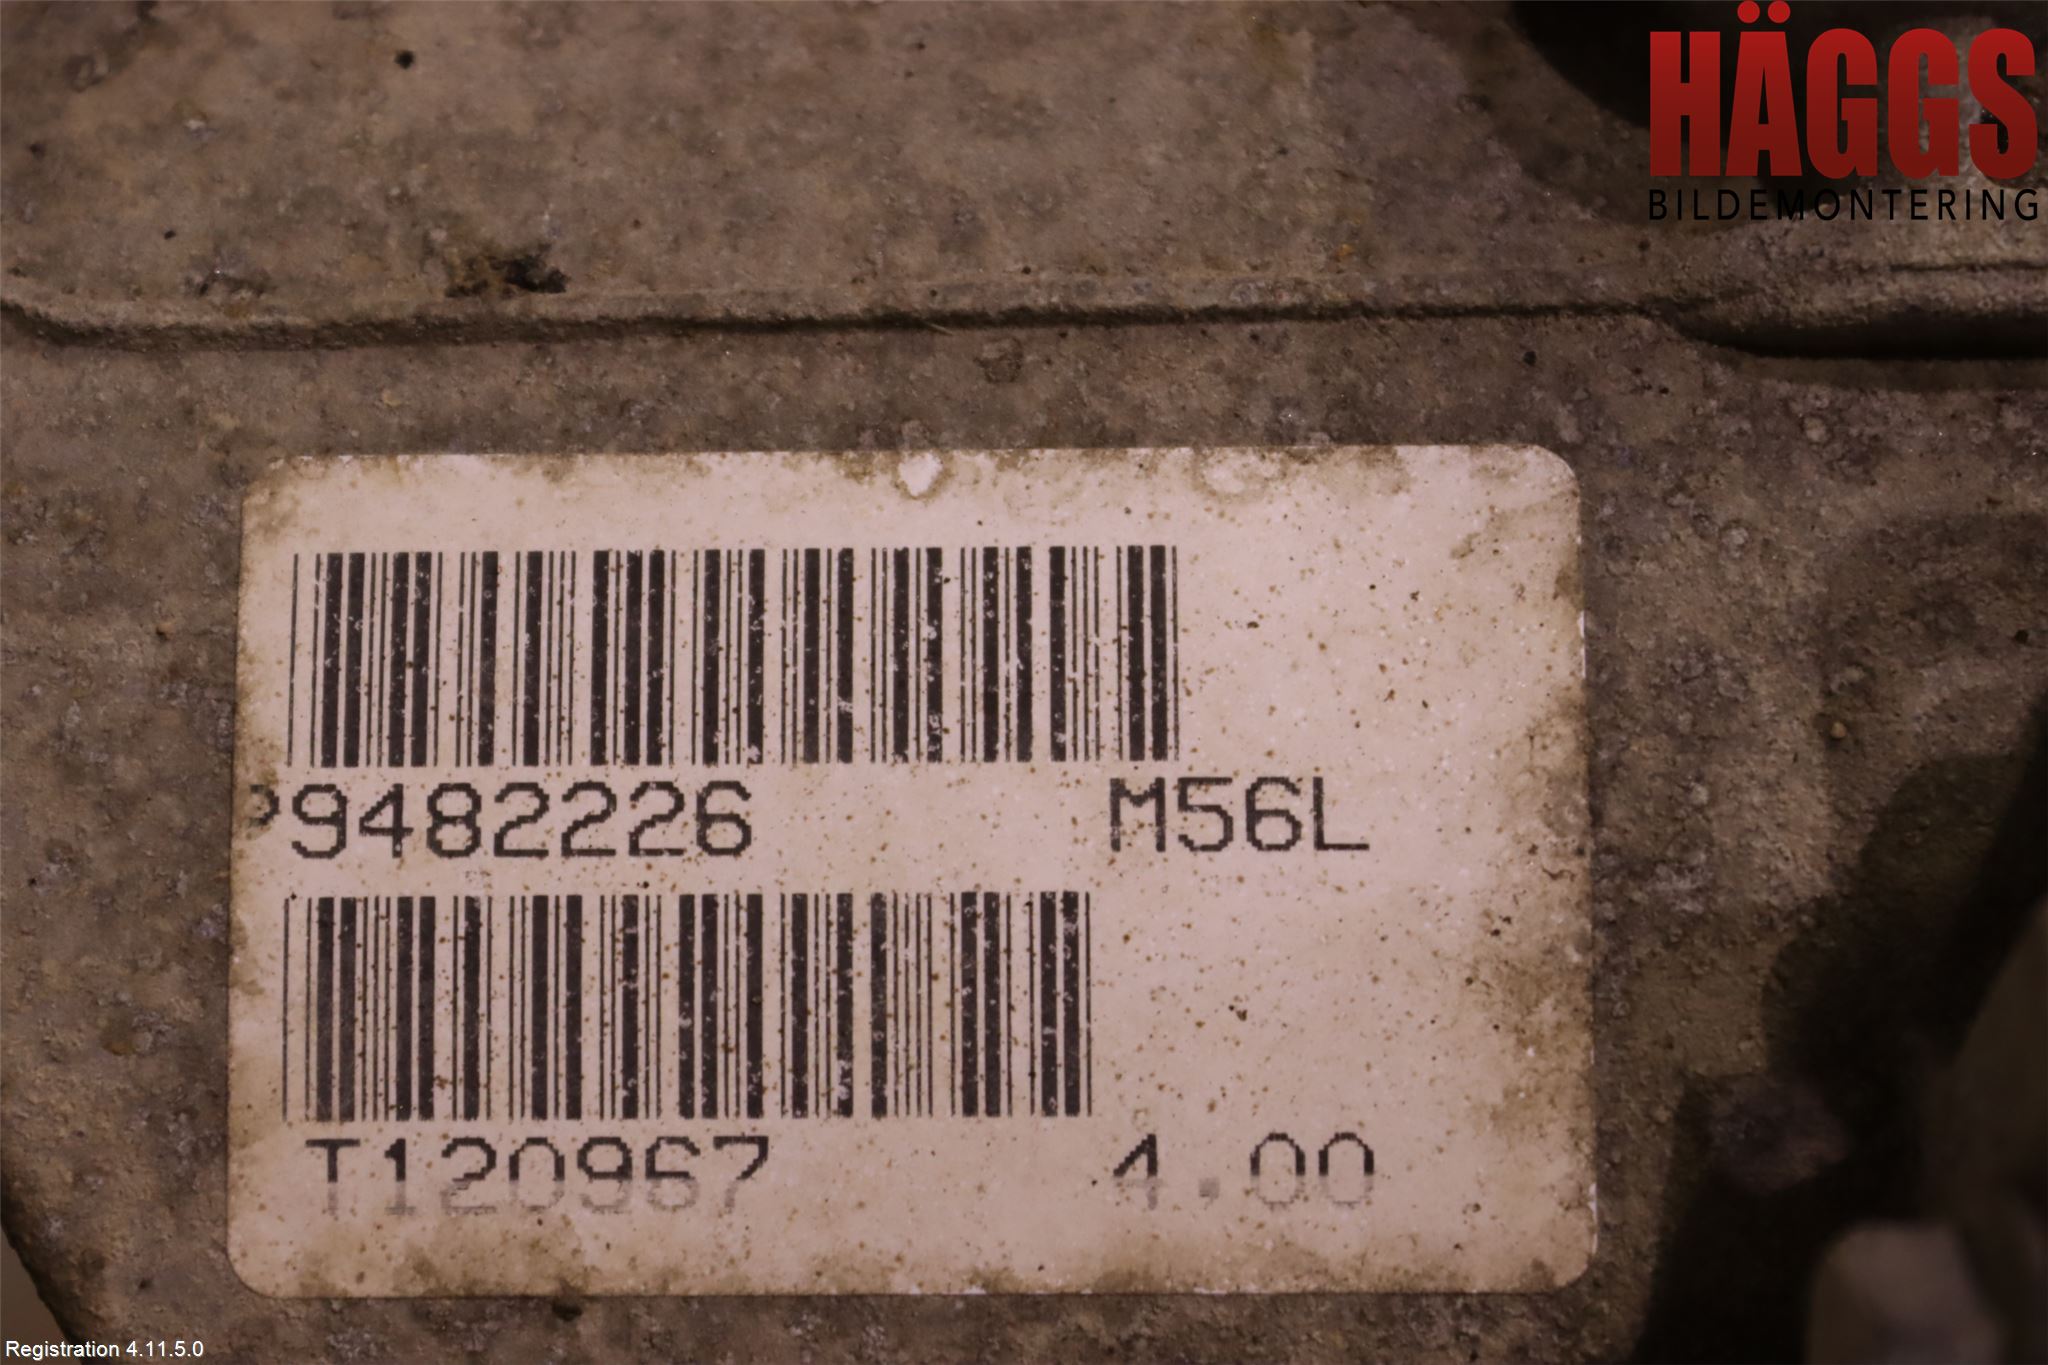 HÄGGS
BILDEMONTERING
P9482226 M56L
T120967 4.00
Registration 4.11.5.0